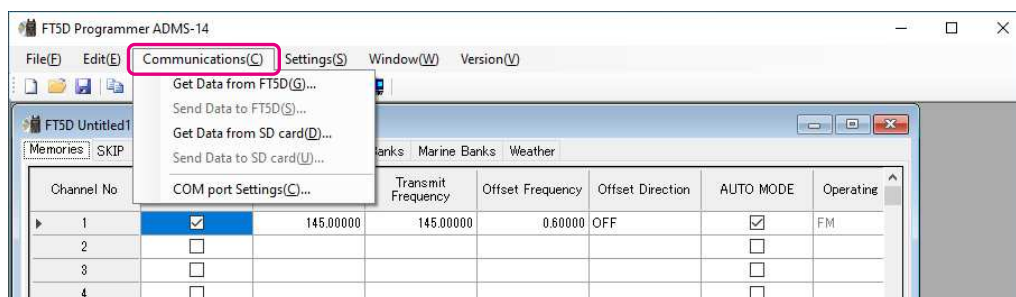 FT5D Programmer ADMS-14
File(F) Edit(E) Communications(C) Settings(S) Window(W) Version(V)
Get Data from FT5D(G)...
Send Data to FT5D(S)...
Get Data from SD card(D)...
Send Data to SD card(U)...
COM port Settings(C)...
FT5D Untitled1
Memories SKIP Banks Marine Banks Weather
Channel No Transmit Frequency Offset Frequency Offset Direction AUTO MODE Operating
1 145.00000 145.00000 0.60000 OFF FM
2
3
4